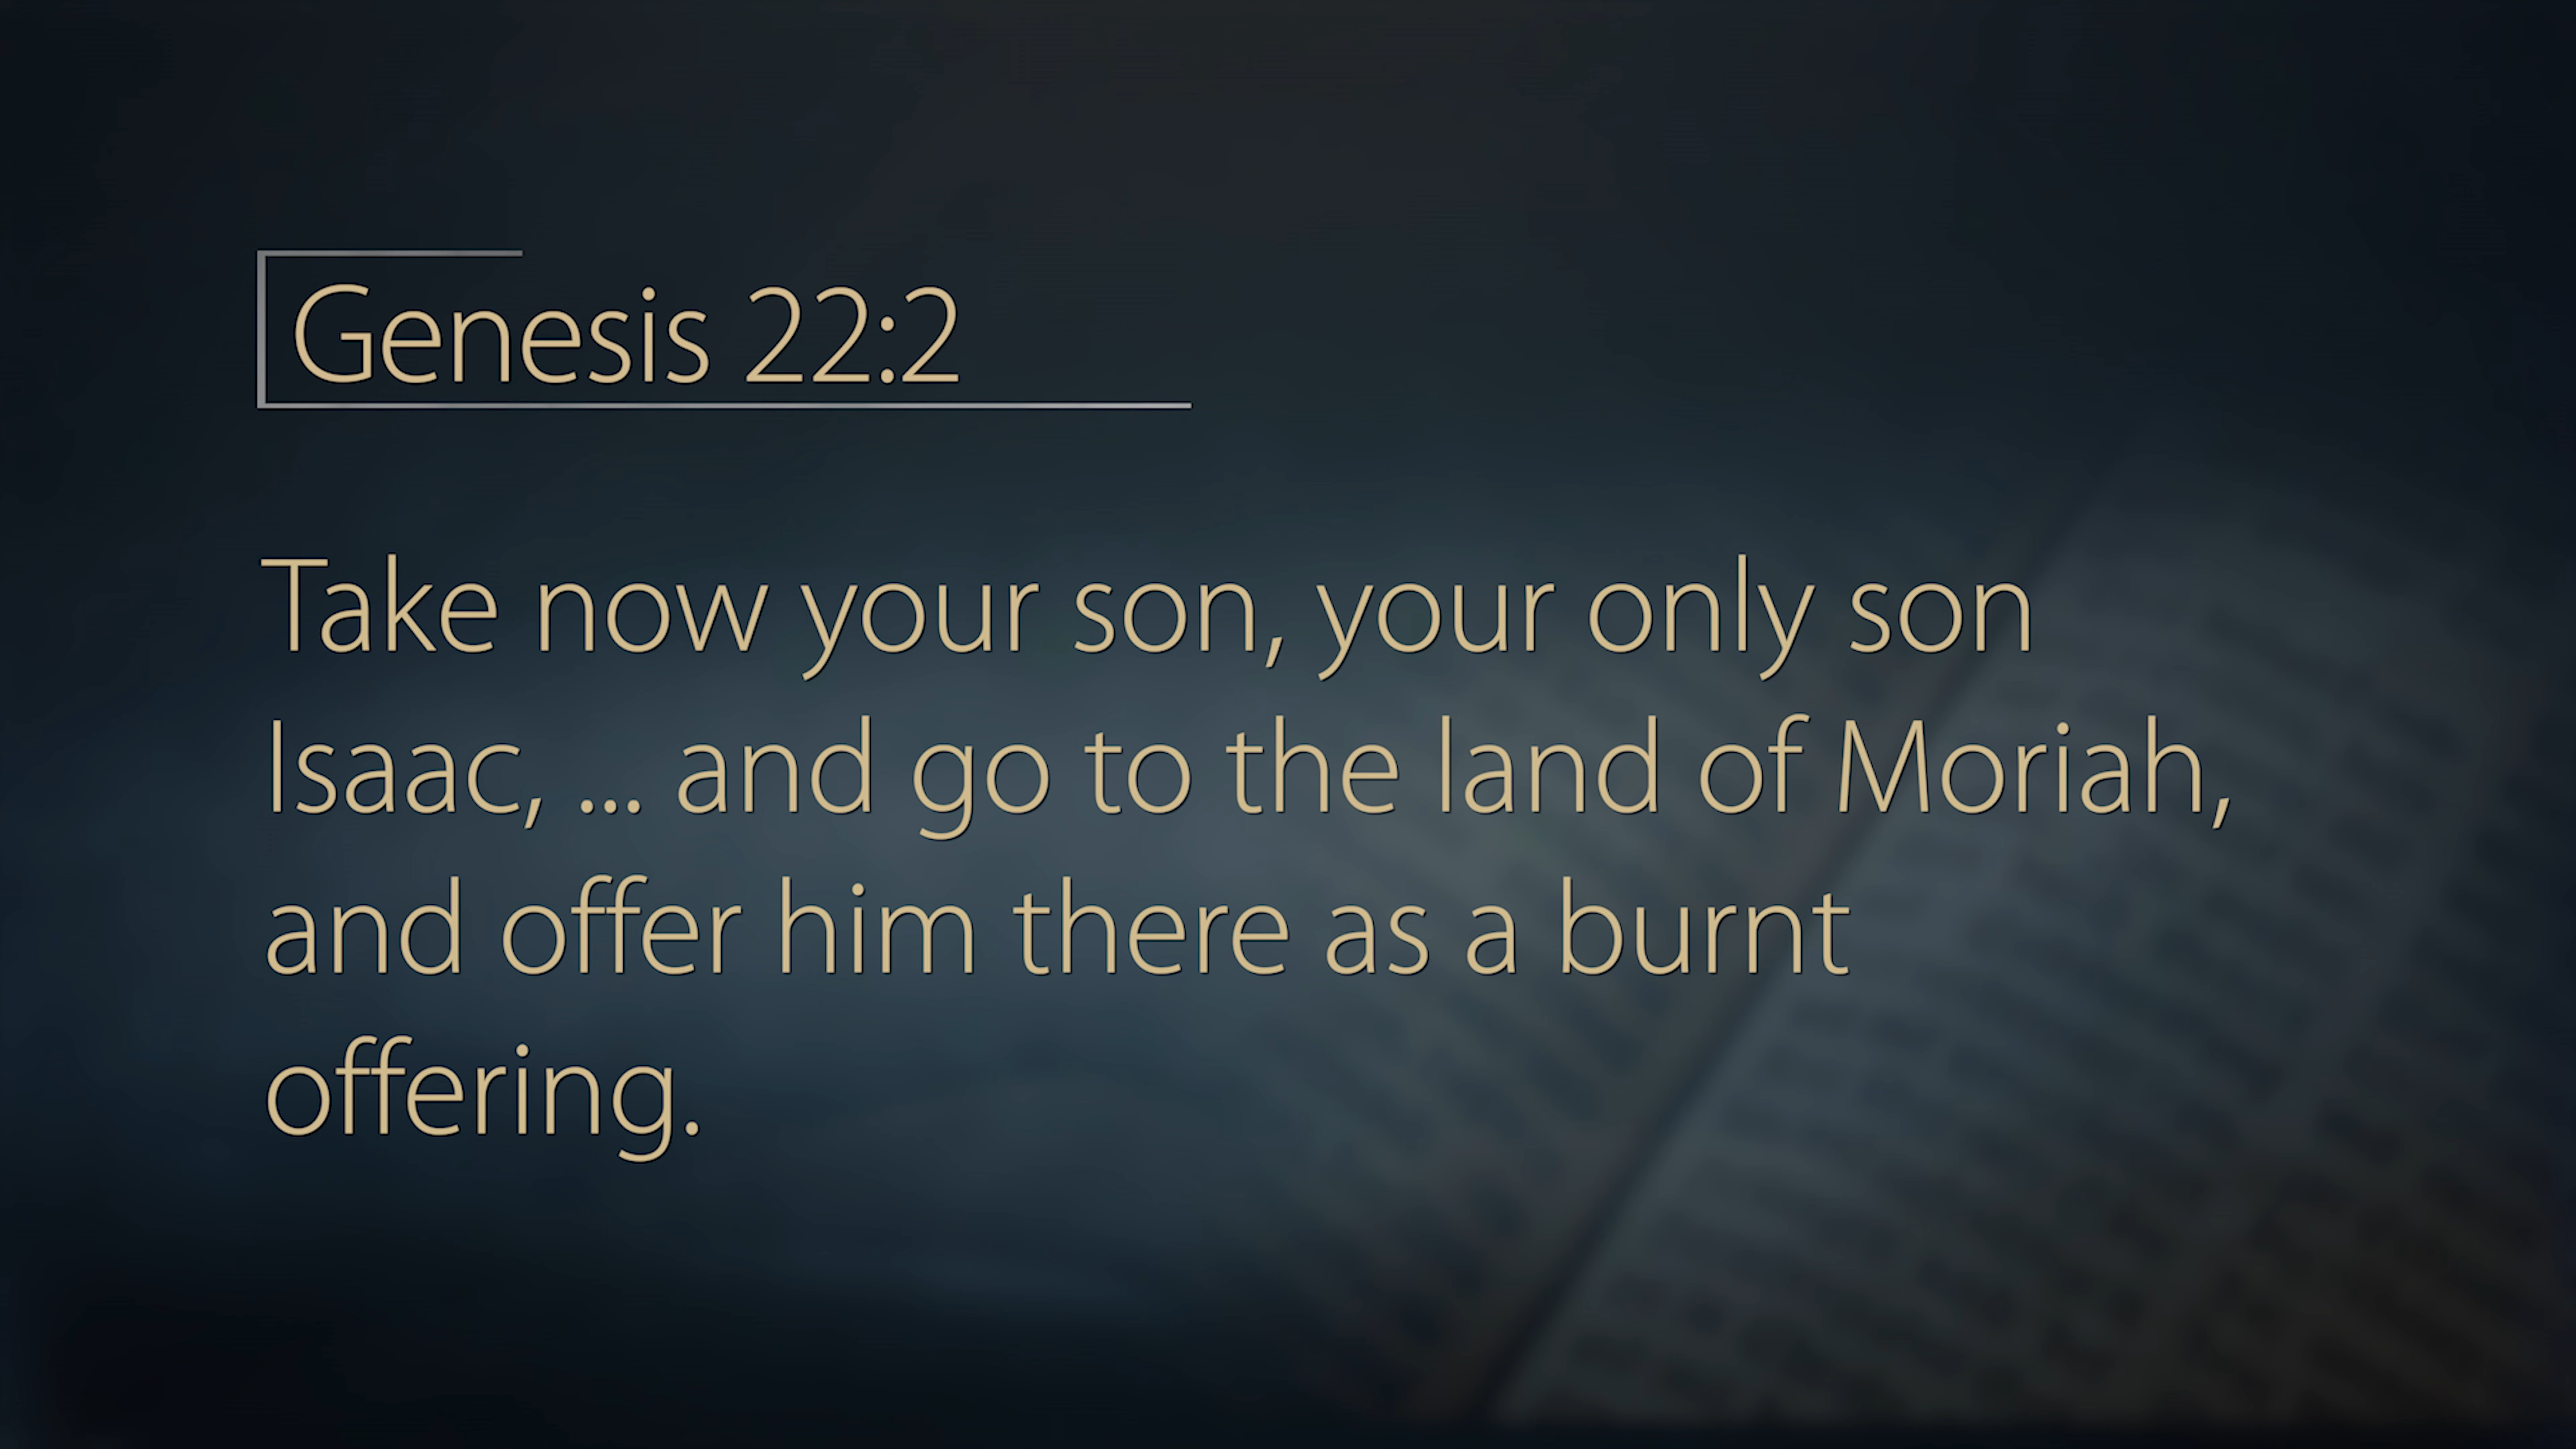 Genesis 22:2
Take now your son, your only son
Isaac, ... and go to the land of Moriah,
and offer him there as a burnt
offering.